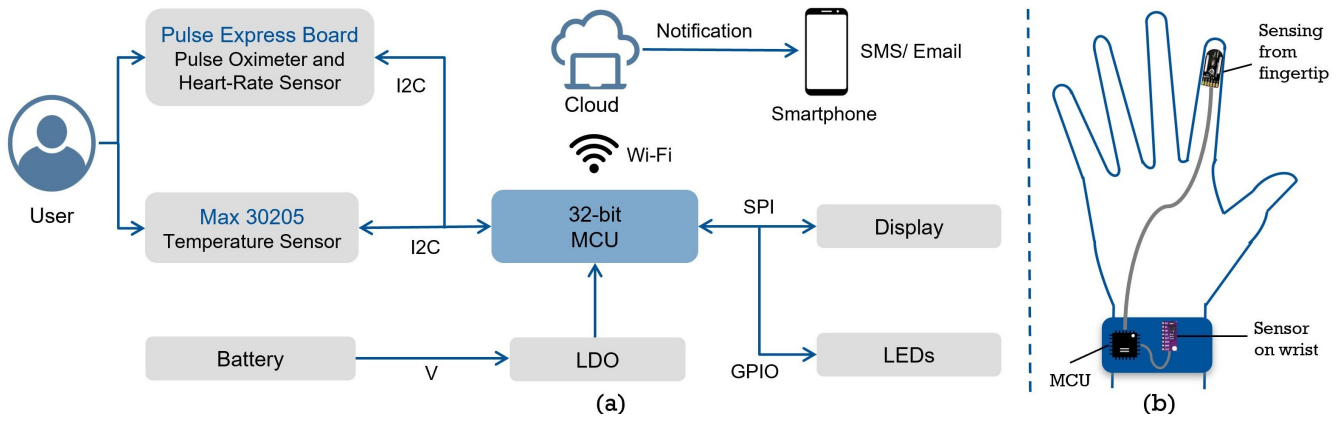 Pulse Express Board
Pulse Oximeter and
Heart-Rate Sensor
I2C
User
Max 30205
Temperature Sensor
I2C
Cloud
Notification
SMS/ Email
Smartphone
Wi-Fi
32-bit
MCU
SPI
Display
Battery
V
LDO
GPIO
LEDs
(a)
Sensing
from
fingertip
Sensor
on wrist
MCU
(b)